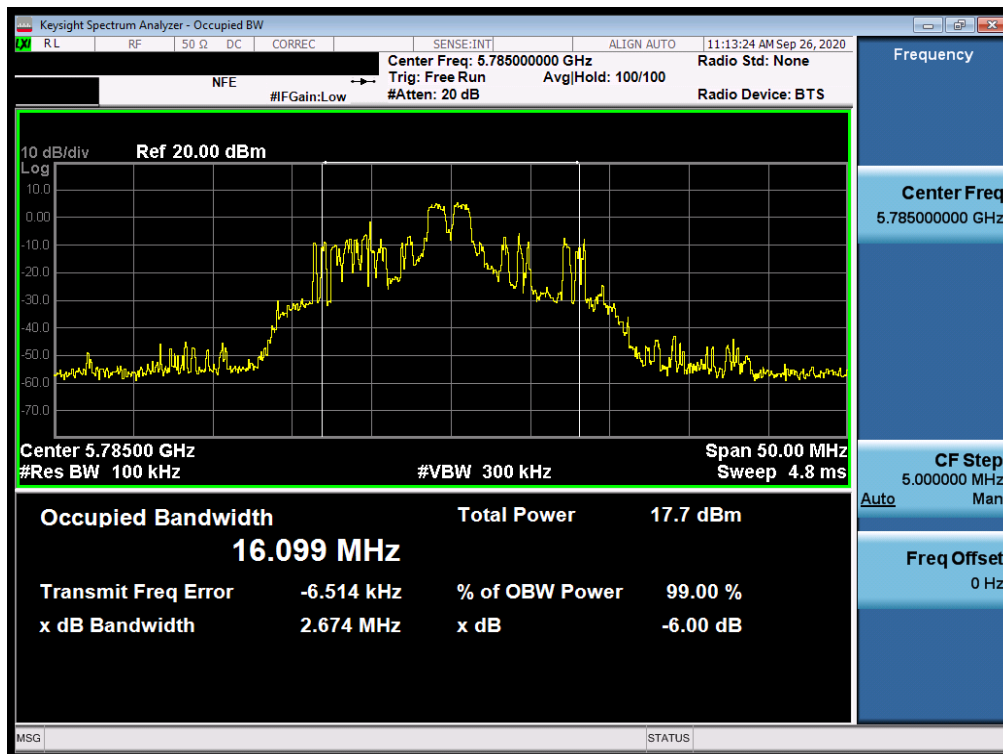 Keysight Spectrum Analyzer - Occupied BW
LXI RL RF 50 Ω DC CORREC SENSE:INT ALIGN AUTO 11:13:24 AM Sep 26, 2020
Center Freq: 5.785000000 GHz Radio Std: None
NFE Trig: Free Run Avg|Hold: 100/100
#IFGain:Low #Atten: 20 dB Radio Device: BTS
10 dB/div Ref 20.00 dBm
Log
10.0
0.00
-10.0
-20.0
-30.0
-40.0
-50.0
-60.0
-70.0
Center 5.78500 GHz Span 50.00 MHz
#Res BW 100 kHz #VBW 300 kHz Sweep 4.8 ms
Occupied Bandwidth Total Power 17.7 dBm
16.099 MHz
Transmit Freq Error -6.514 kHz % of OBW Power 99.00 %
x dB Bandwidth 2.674 MHz x dB -6.00 dB
MSG STATUS
Frequency
Center Freq
5.785000000 GHz
CF Step
5.000000 MHz
Auto Man
Freq Offset
0 Hz